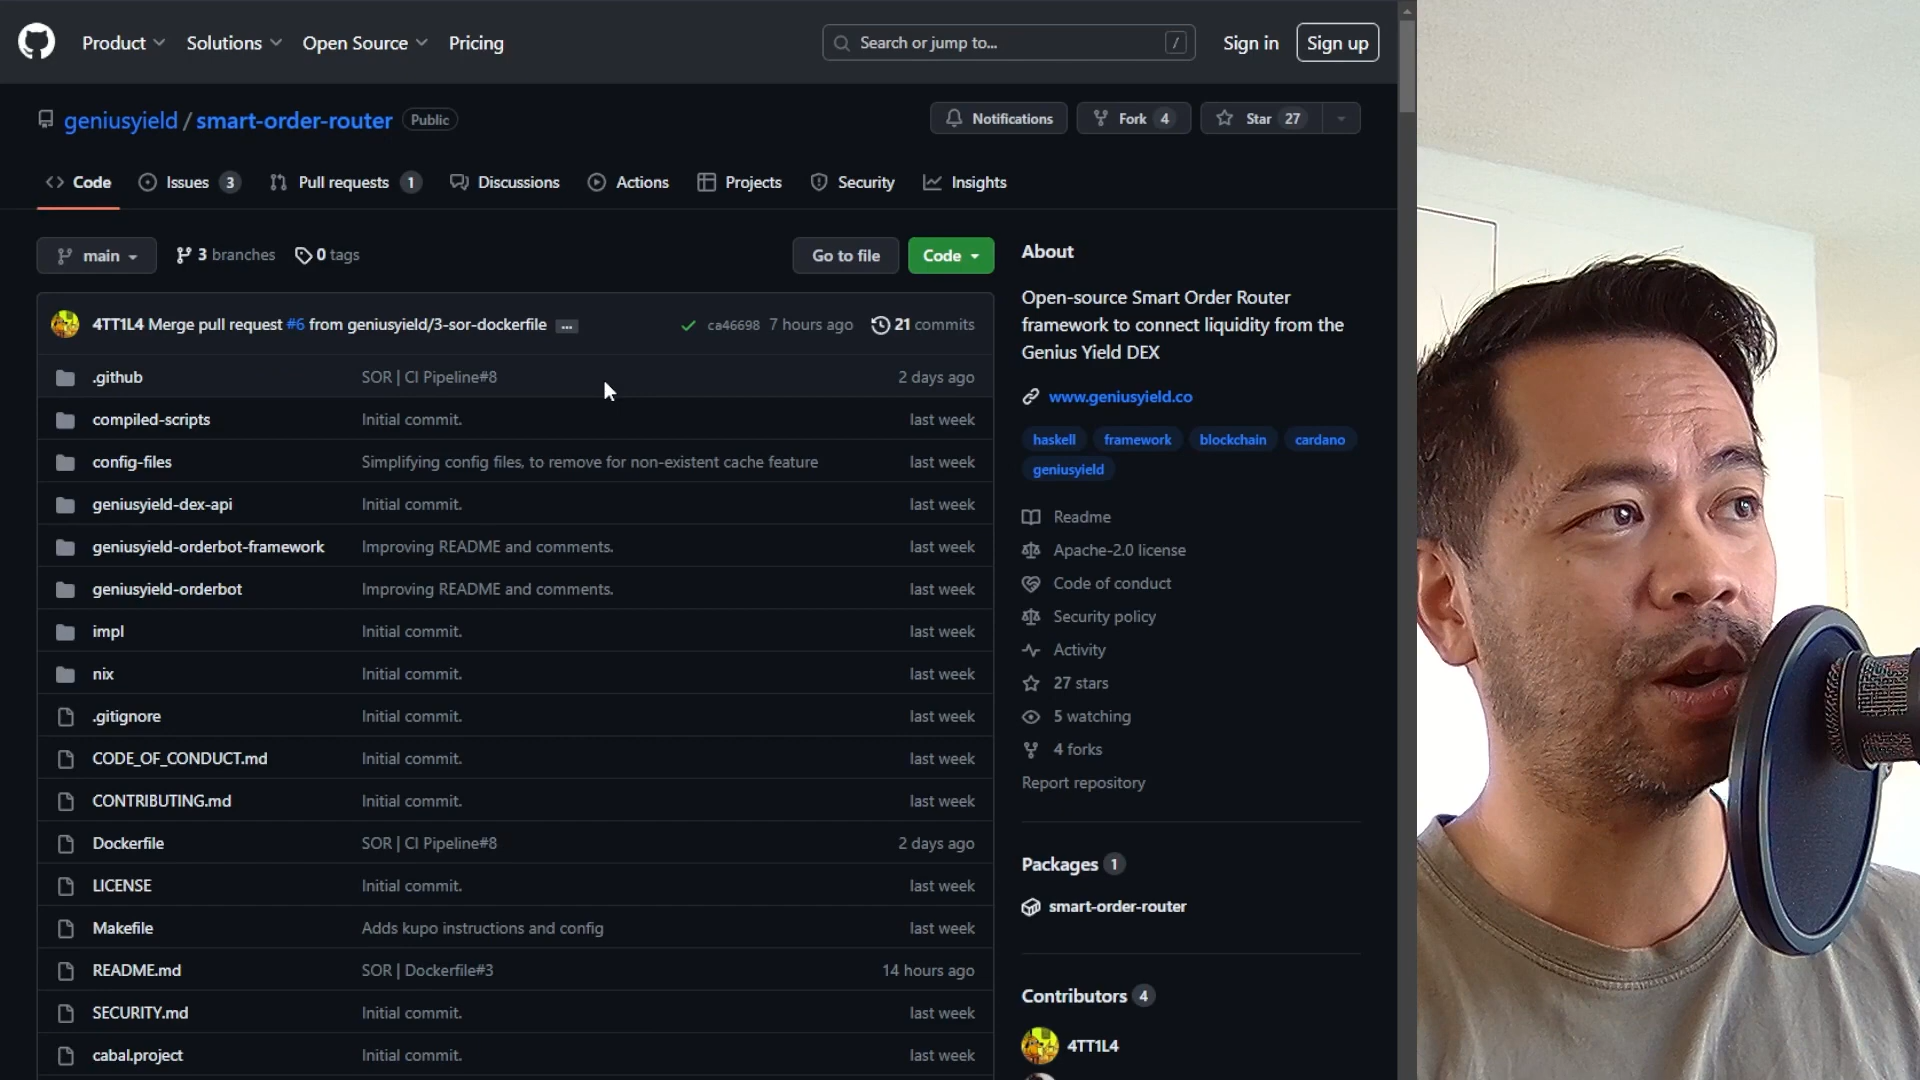 Product
Solutions
Open Source
Pricing
Search or jump to...
/
Sign in
Sign up
geniusyield / smart-order-router
Public
Notifications
Fork 4
Star 27
Code
Issues 3
Pull requests 1
Discussions
Actions
Projects
Security
Insights
main
3 branches
0 tags
Go to file
Code
4TT1L4 Merge pull request #6 from geniusyield/3-sor-dockerfile ...
ca46698 7 hours ago
21 commits
.github SOR | CI Pipeline#8 2 days ago
compiled-scripts Initial commit. last week
config-files Simplifying config files, to remove for non-existent cache feature last week
geniusyield-dex-api Initial commit. last week
geniusyield-orderbot-framework Improving README and comments. last week
geniusyield-orderbot Improving README and comments. last week
impl Initial commit. last week
nix Initial commit. last week
.gitignore Initial commit. last week
CODE_OF_CONDUCT.md Initial commit. last week
CONTRIBUTING.md Initial commit. last week
Dockerfile SOR | CI Pipeline#8 2 days ago
LICENSE Initial commit. last week
Makefile Adds kupo instructions and config last week
README.md SOR | Dockerfile#3 14 hours ago
SECURITY.md Initial commit. last week
cabal.project Initial commit. last week
About
Open-source Smart Order Router
framework to connect liquidity from the
Genius Yield DEX
www.geniusyield.co
haskell framework blockchain cardano
geniusyield
Readme
Apache-2.0 license
Code of conduct
Security policy
Activity
27 stars
5 watching
4 forks
Report repository
Packages 1
smart-order-router
Contributors 4
4TT1L4